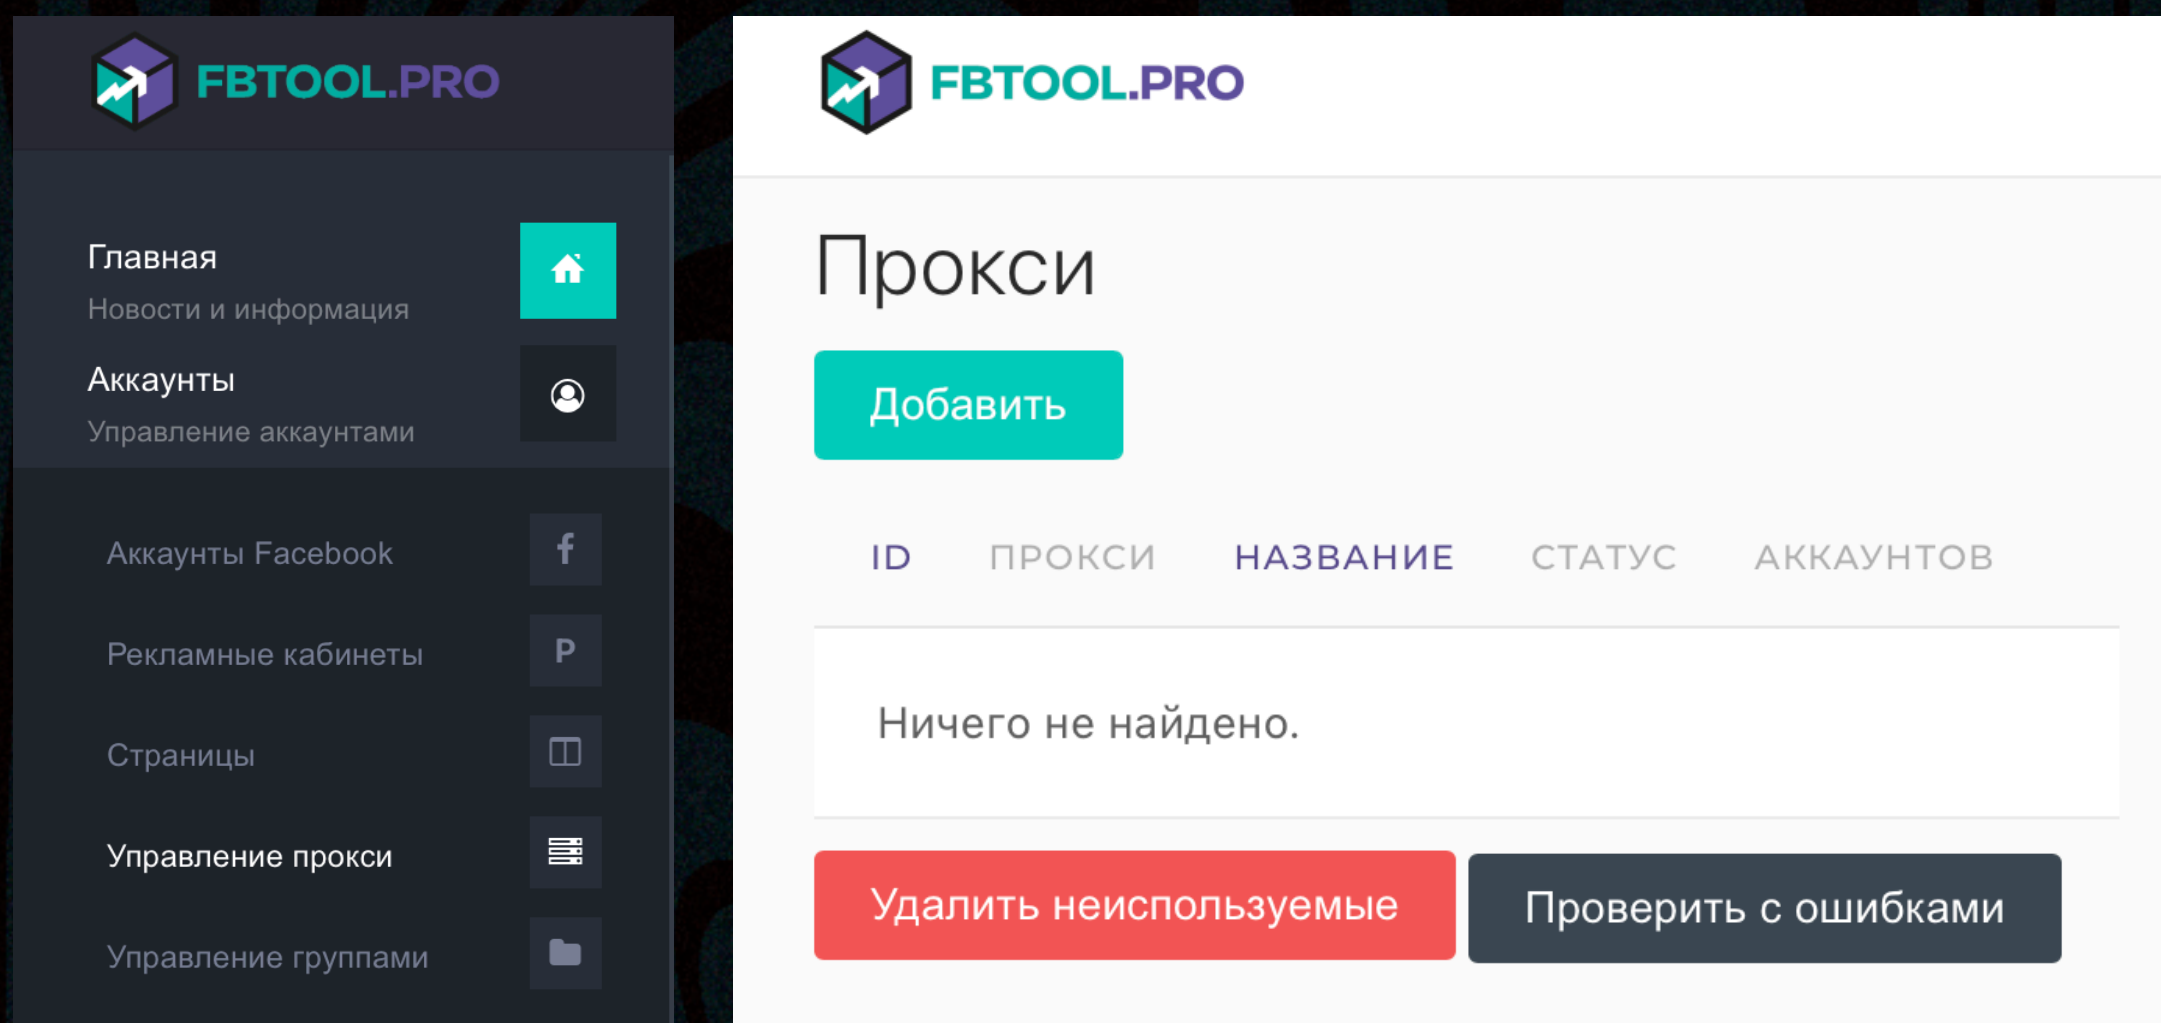 FBTOOL.PRO
Главная
Новости и информация
Аккаунты
Управление аккаунтами
Аккаунты Facebook
Рекламные кабинеты
P
Страницы
Управление прокси
Управление группами
FBTOOL.PRO
Прокси
Добавить
ID ПРОКСИ НАЗВАНИЕ СТАТУС АККАУНТОВ
Ничего не найдено.
Удалить неиспользуемые Проверить с ошибками